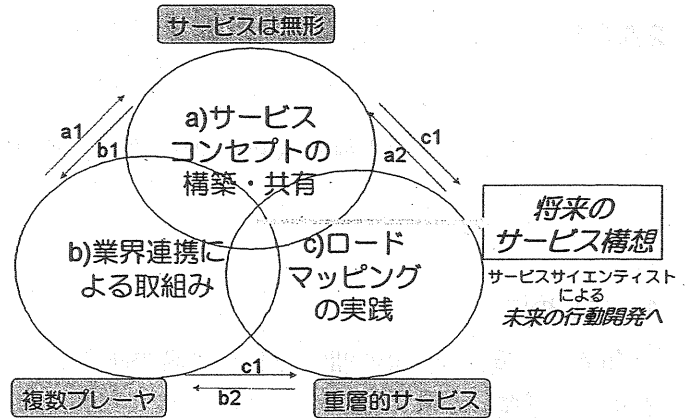 サービスは無形
a)サービス
コンセプトの
構築・共有
a1
b1
c1
a2
b)業界連携に
よる取組み
c)ロード
マッピング
の実践
将来の
サービス構想
サービスサイエンティスト
による
未来の行動開発へ
c1
b2
複数プレーヤ
重層的サービス